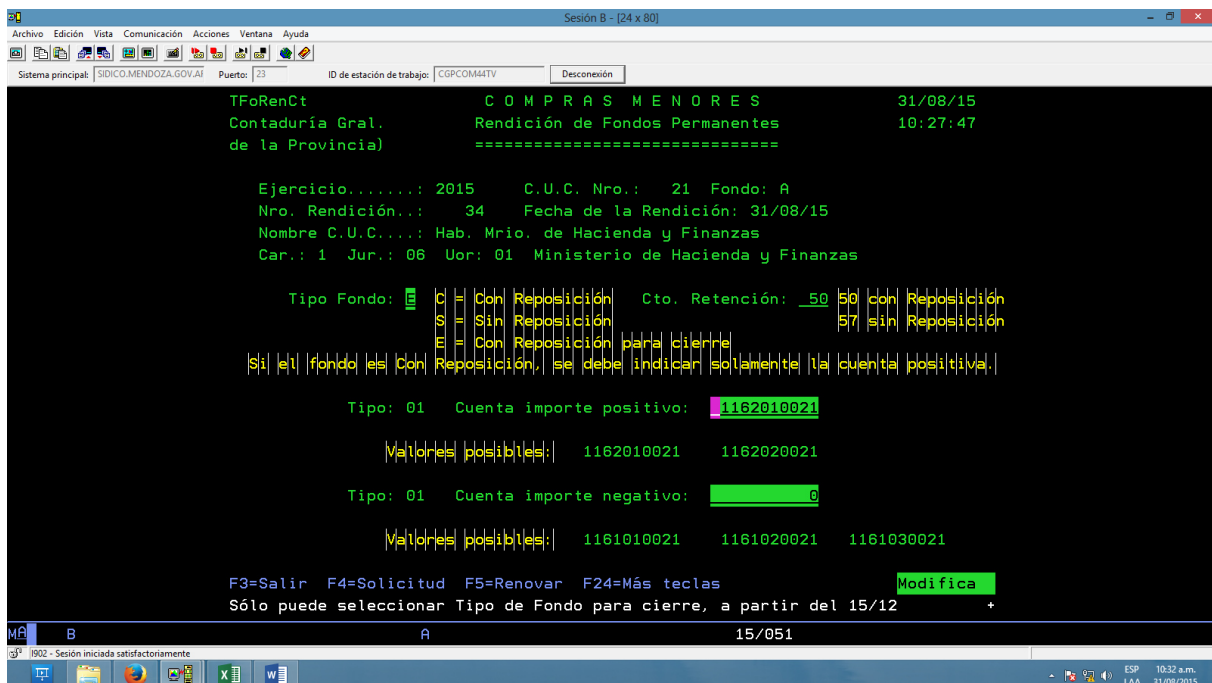 Sesión B - [24 x 80]
Archivo Edición Vista Comunicación Acciones Ventana Ayuda
Sistema principal: SIDICO.MENDOZA.GOV.AI Puerto: 23 ID de estación de trabajo: CGPCOM44TV Desconexión
TFoRenCt C O M P R A S M E N O R E S 31/08/15
Contaduría Gral. Rendición de Fondos Permanentes 10:27:47
de la Provincia) ===============================
Ejercicio.......: 2015 C.U.C. Nro.: 21 Fondo: A
Nro. Rendición..: 34 Fecha de la Rendición: 31/08/15
Nombre C.U.C....: Hab. Mrio. de Hacienda y Finanzas
Car.: 1 Jur.: 06 Uor: 01 Ministerio de Hacienda y Finanzas
Tipo Fondo: E C = Con Reposición Cto. Retención: 50 50 con Reposición
S = Sin Reposición 57 sin Reposición
E = Con Reposición para cierre
Si el fondo es Con Reposición, se debe indicar solamente la cuenta positiva.
Tipo: 01 Cuenta importe positivo: 1162010021
Valores posibles: 1162010021 1162020021
Tipo: 01 Cuenta importe negativo: 0
Valores posibles: 1161010021 1161020021 1161030021
F3=Salir F4=Solicitud F5=Renovar F24=Más teclas Modifica
Sólo puede seleccionar Tipo de Fondo para cierre, a partir del 15/12 +
MA B A 15/051
I902 - Sesión iniciada satisfactoriamente
ESP 10:32 a.m.
LAA 31/08/2015